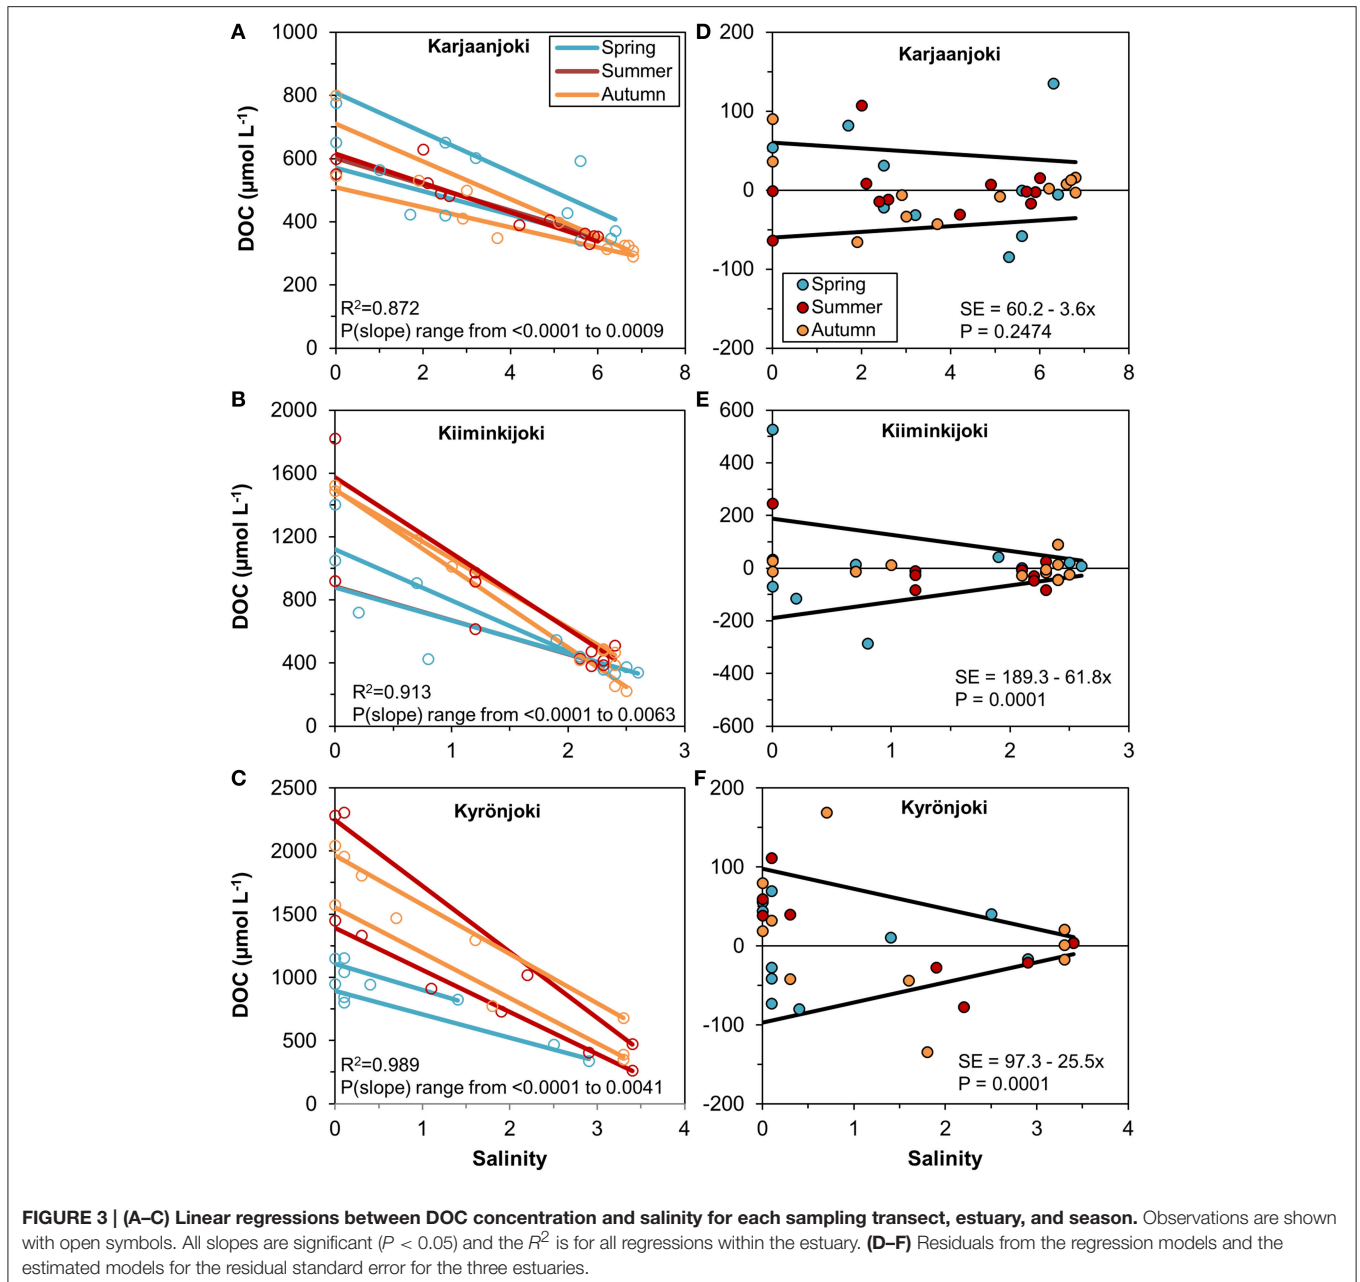 A
Karjaanjoki
Spring
Summer
Autumn
1000
800
600
400
200
0
DOC (µmol L-1)
R2=0.872
P(slope) range from <0.0001 to 0.0009
0 2 4 6 8
D
Karjaanjoki
200
100
0
-100
-200
Spring
Summer
Autumn
SE = 60.2 - 3.6x
P = 0.2474
0 2 4 6 8
B
Kiiminkijoki
2000
1600
1200
800
400
0
DOC (µmol L-1)
R2=0.913
P(slope) range from <0.0001 to 0.0063
0 1 2 3
E
Kiiminkijoki
600
400
200
0
-200
-400
-600
SE = 189.3 - 61.8x
P = 0.0001
0 1 2 3
C
Kyrönjoki
2500
2000
1500
1000
500
0
DOC (µmol L-1)
R2=0.989
P(slope) range from <0.0001 to 0.0041
0 1 2 3 4
Salinity
F
Kyrönjoki
200
100
0
-100
-200
SE = 97.3 - 25.5x
P = 0.0001
0 1 2 3 4
Salinity
FIGURE 3 | (A–C) Linear regressions between DOC concentration and salinity for each sampling transect, estuary, and season. Observations are shown
with open symbols. All slopes are significant (P < 0.05) and the R2 is for all regressions within the estuary. (D–F) Residuals from the regression models and the
estimated models for the residual standard error for the three estuaries.